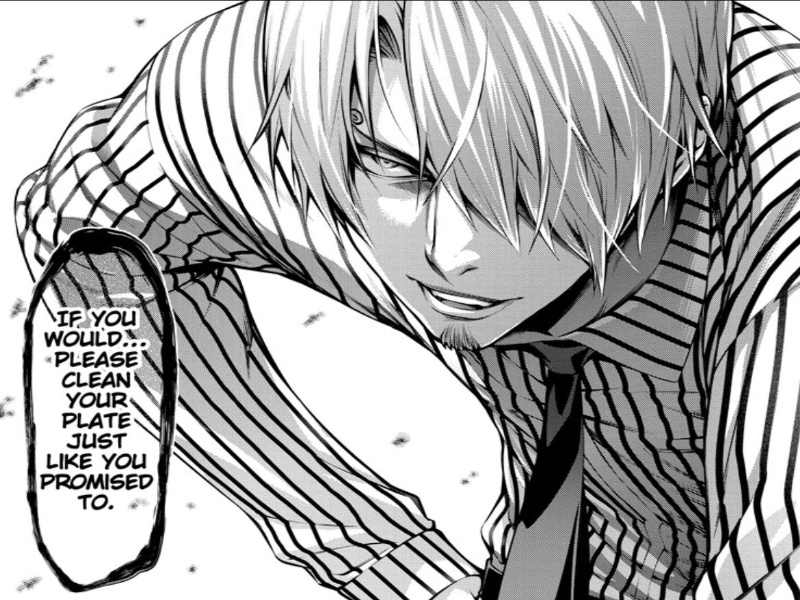 IF YOU
WOULD...
PLEASE
CLEAN
YOUR
PLATE
JUST
LIKE YOU
PROMISED
TO.